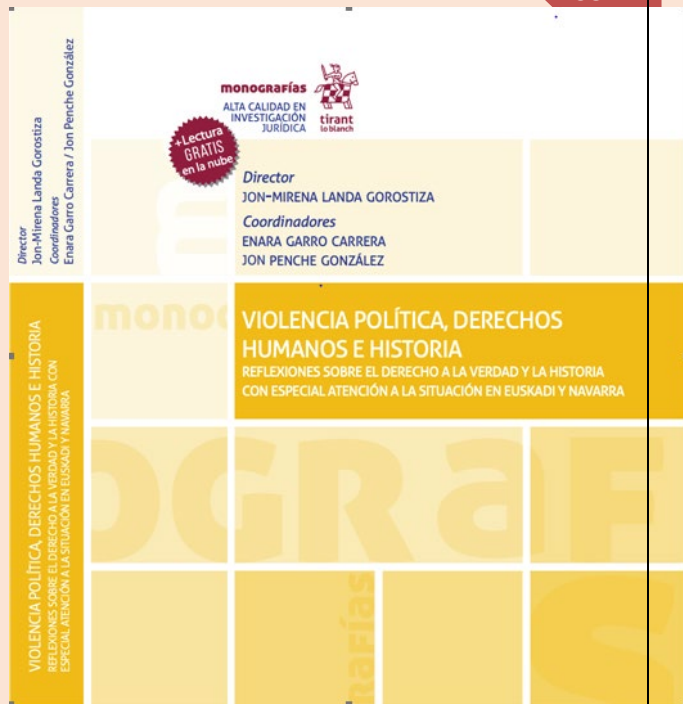 Director
Jon-Mirena Landa Gorostiza
Coordinadores
Enara Garro Carrera / Jon Penche González
VIOLENCIA POLÍTICA, DERECHOS HUMANOS E HISTORIA
REFLEXIONES SOBRE EL DERECHO A LA VERDAD Y LA HISTORIA CON
ESPECIAL ATENCIÓN A LA SITUACIÓN EN EUSKADI Y NAVARRA
monografías
ALTA CALIDAD EN
INVESTIGACIÓN
JURÍDICA
tirant
lo blanch
+Lectura
GRATIS
en la nube
Director
JON-MIRENA LANDA GOROSTIZA
Coordinadores
ENARA GARRO CARRERA
JON PENCHE GONZÁLEZ
m
monog
VIOLENCIA POLÍTICA, DERECHOS
HUMANOS E HISTORIA
REFLEXIONES SOBRE EL DERECHO A LA VERDAD Y LA HISTORIA
CON ESPECIAL ATENCIÓN A LA SITUACIÓN EN EUSKADI Y NAVARRA
OGRaF
rafías
S